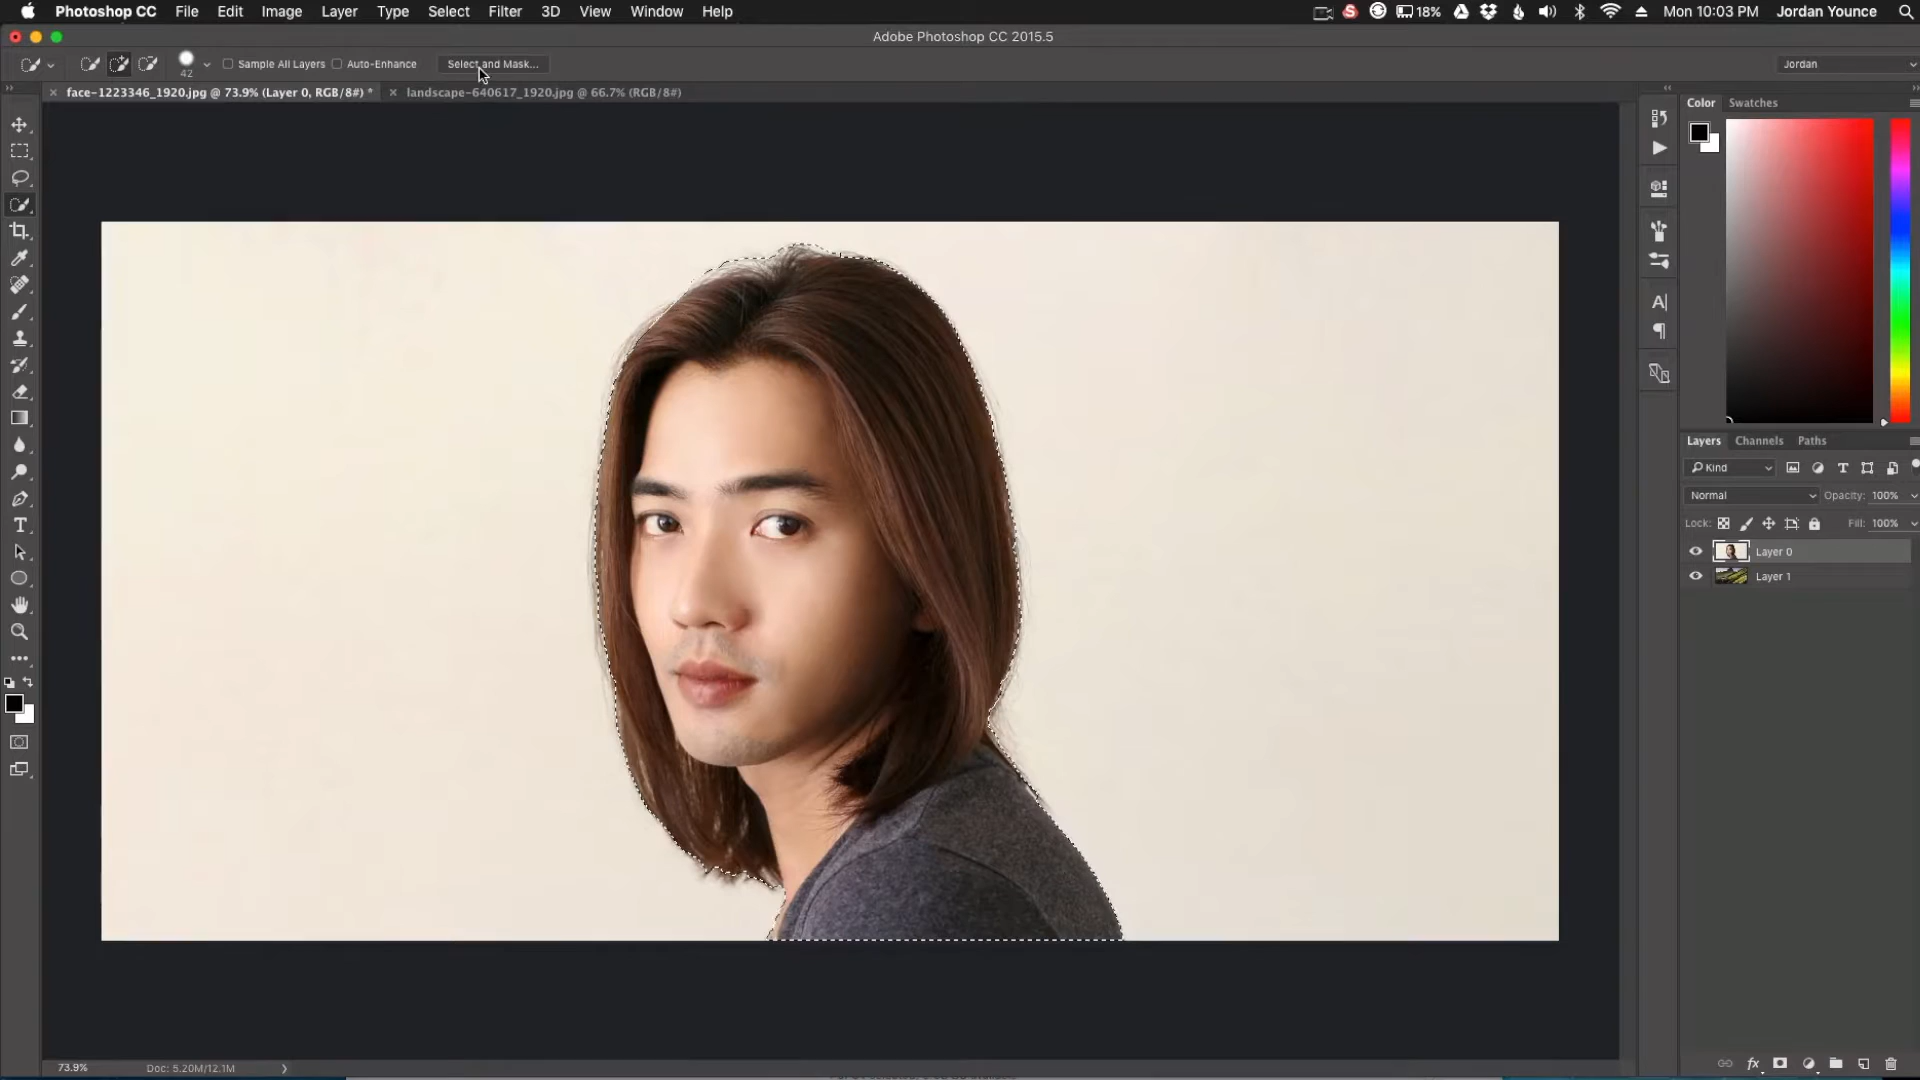 Photoshop CC File Edit Image Layer Type Select Filter 3D View Window Help 18% Mon 10:03 PM Jordan Younce
Adobe Photoshop CC 2015.5
42 Sample All Layers Auto-Enhance Select and Mask... Jordan
face-1223346_1920.jpg @ 73.9% (Layer 0, RGB/8#) * landscape-640617_1920.jpg @ 66.7% (RGB/8#)
Color Swatches
Layers Channels Paths
Kind
Normal Opacity: 100%
Lock: Fill: 100%
Layer 0
Layer 1
73.9% Doc: 5.20M/12.1M